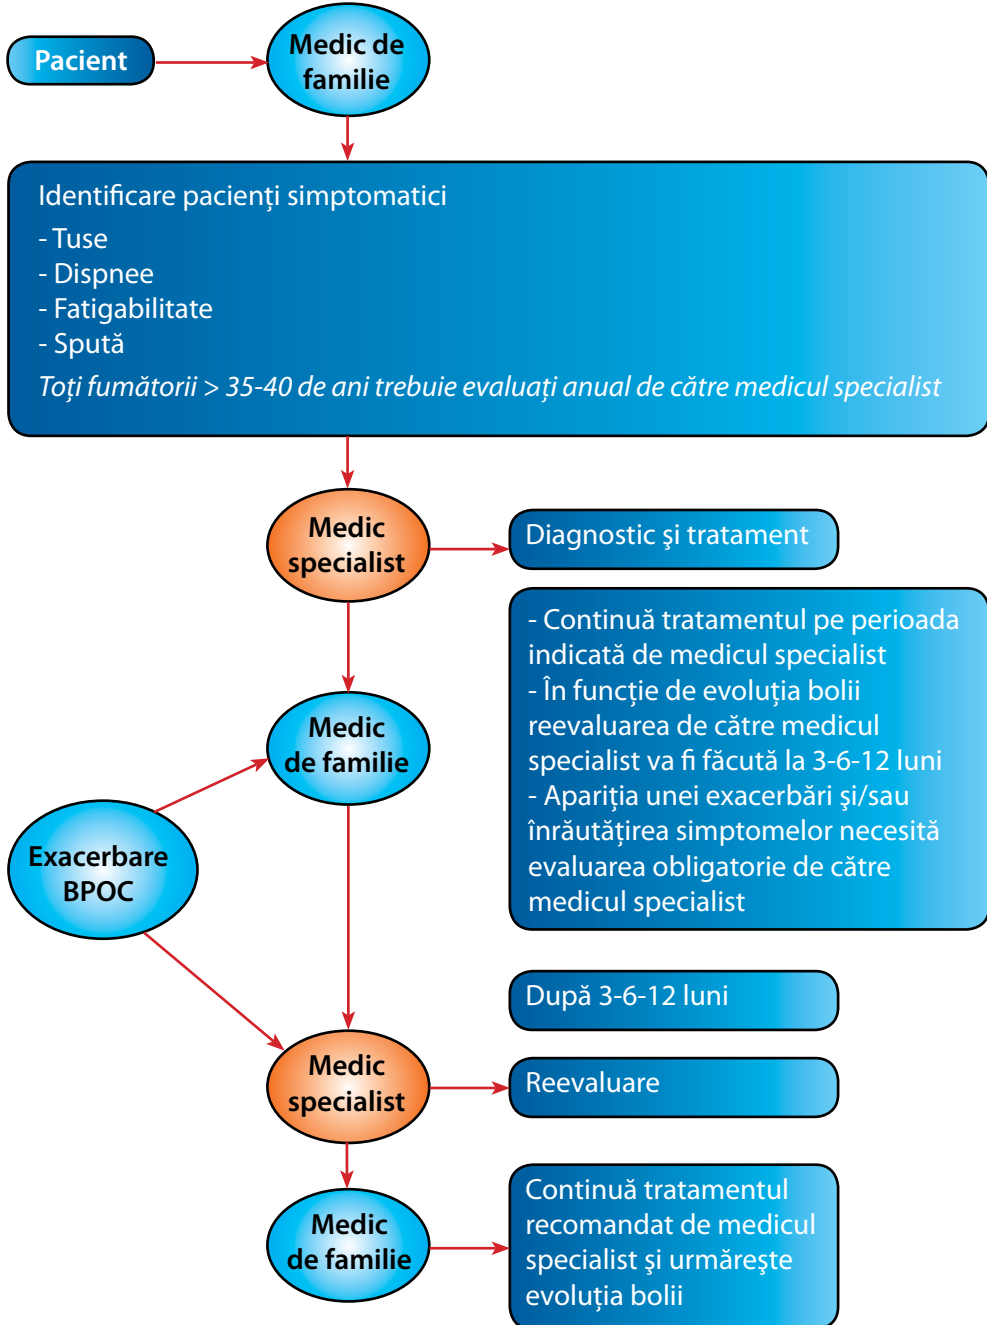 Pacient
Medic de
familie
Identificare pacienți simptomatici
- Tuse
- Dispnee
- Fatigabilitate
- Spută
Toți fumătorii > 35-40 de ani trebuie evaluați anual de către medicul specialist
Medic
specialist
Diagnostic şi tratament
Medic
de familie
- Continuă tratamentul pe perioada
indicată de medicul specialist
- În funcție de evoluția bolii
reevaluarea de către medicul
specialist va fi făcută la 3-6-12 luni
- Apariția unei exacerbări şi/sau
înrăutățirea simptomelor necesită
evaluarea obligatorie de către
medicul specialist
Exacerbare
BPOC
După 3-6-12 luni
Medic
specialist
Reevaluare
Medic
de familie
Continuă tratamentul
recomandat de medicul
specialist şi urmăreşte
evoluția bolii